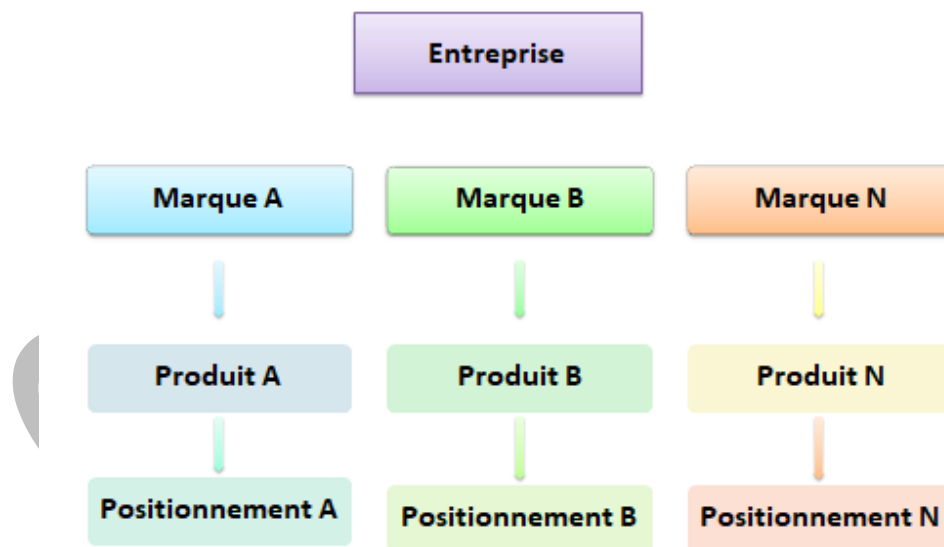 Entreprise
Marque A
Marque B
Marque N
Produit A
Produit B
Produit N
Positionnement A
Positionnement B
Positionnement N